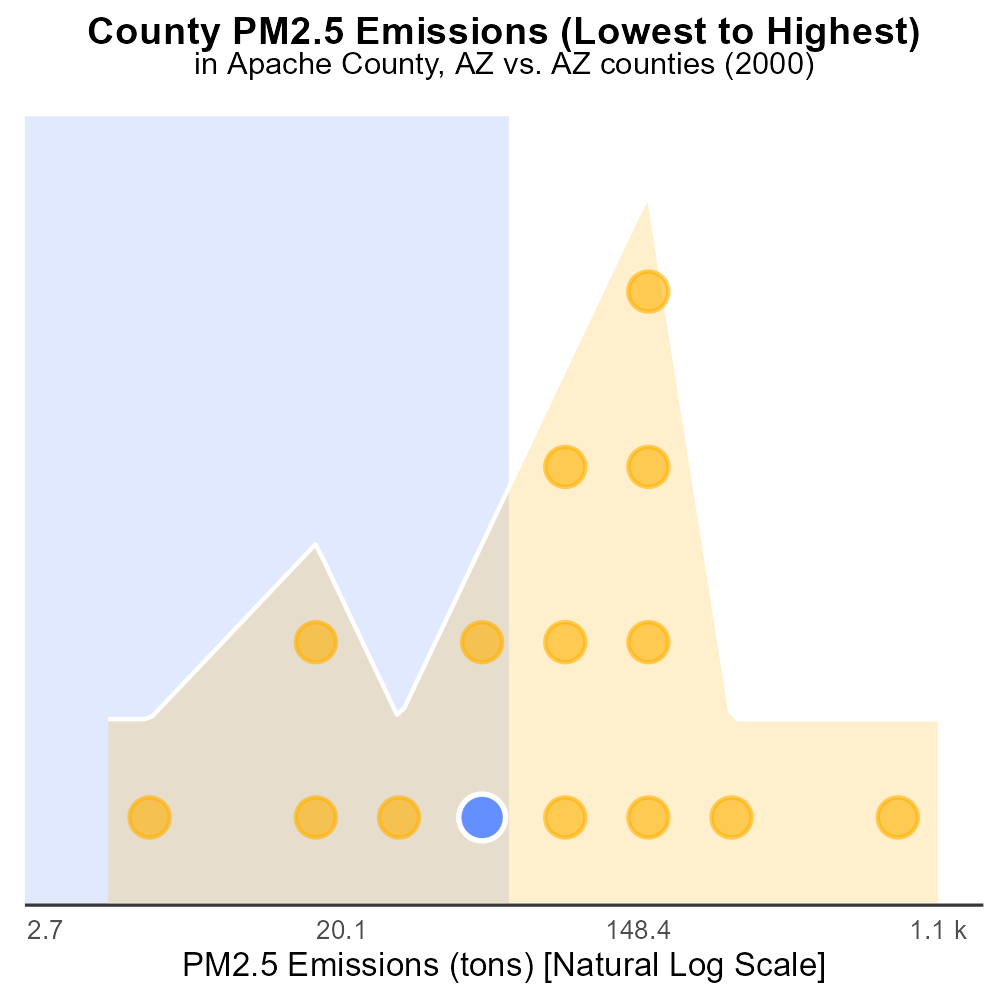 County PM2.5 Emissions (Lowest to Highest)
in Apache County, AZ vs. AZ counties (2000)
2.7 20.1 148.4 1.1 k
PM2.5 Emissions (tons) [Natural Log Scale]